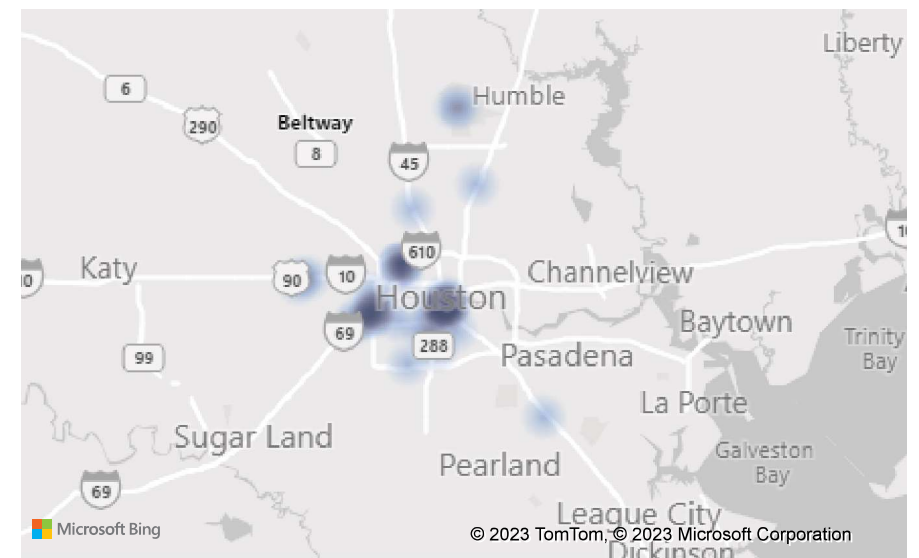 Liberty
6
Humble
290
Beltway
8
45
10
610
Katy
90
10
Channelview
Houston
Baytown
69
288
Trinity
Bay
99
Pasadena
La Porte
Sugar Land
Galveston
Bay
Pearland
69
League City
Microsoft Bing
© 2023 TomTom, © 2023 Microsoft Corporation
Dickinson